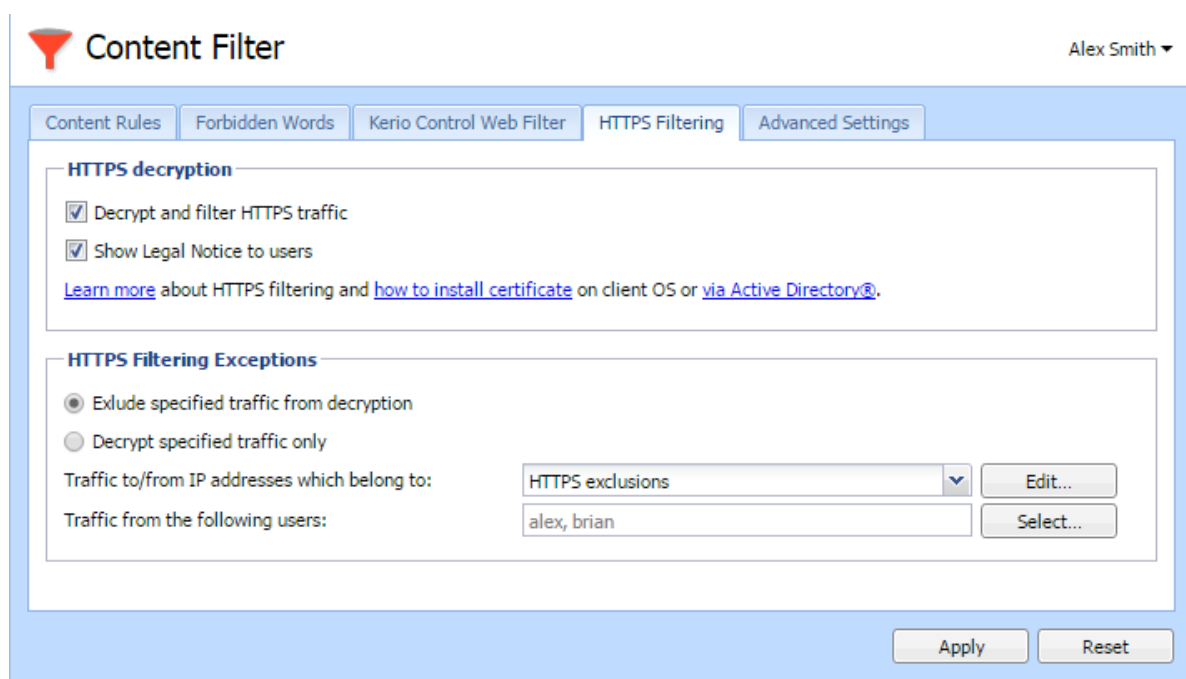 Content Filter
Alex Smith
Content Rules
Forbidden Words
Kerio Control Web Filter
HTTPS Filtering
Advanced Settings
HTTPS decryption
Decrypt and filter HTTPS traffic
Show Legal Notice to users
Learn more about HTTPS filtering and how to install certificate on client OS or via Active Directory®.
HTTPS Filtering Exceptions
Exlude specified traffic from decryption
Decrypt specified traffic only
Traffic to/from IP addresses which belong to:
HTTPS exclusions
Edit...
Traffic from the following users:
alex, brian
Select...
Apply
Reset